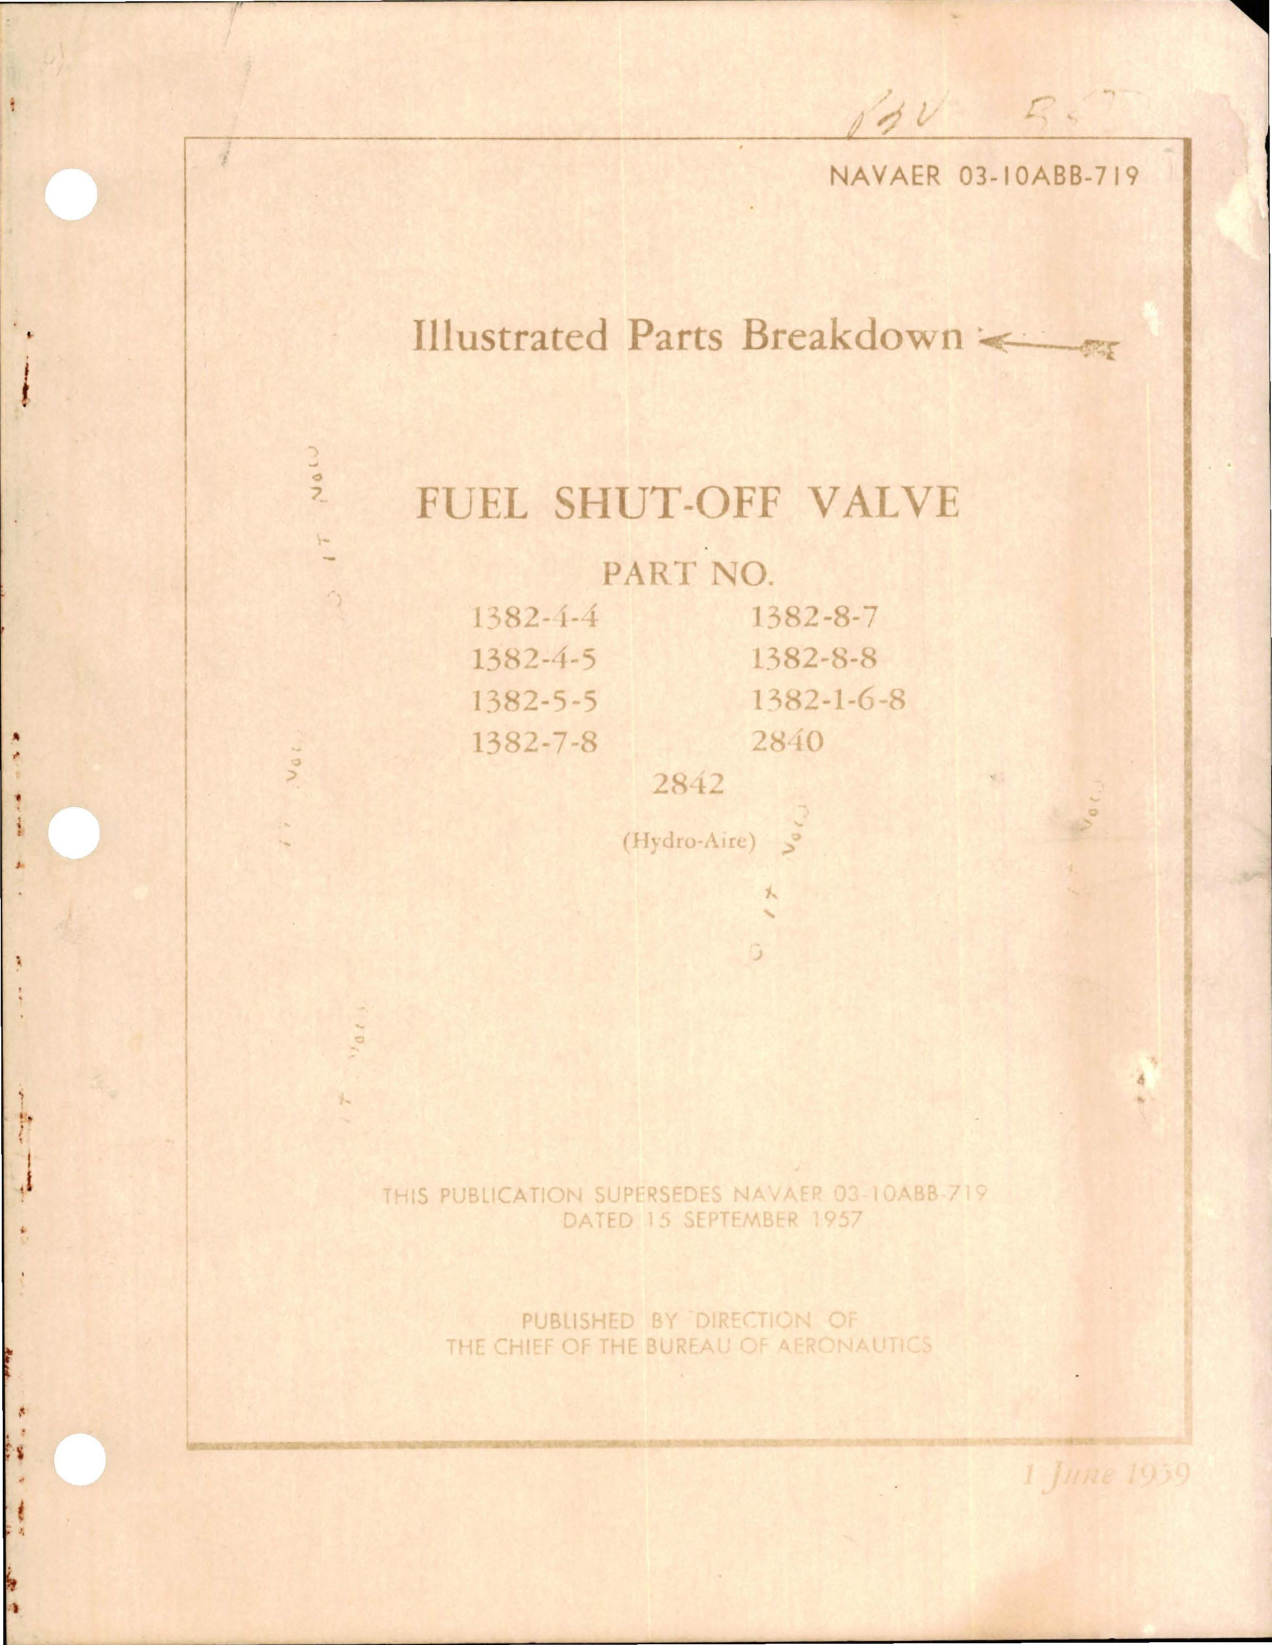 NAVAER 03-10ABB-719
Illustrated Parts Breakdown
FUEL SHUT-OFF VALVE
PART NO.
1382-4-4 1382-8-7
1382-4-5 1382-8-8
1382-5-5 1382-1-6-8
1382-7-8 2840
2842
(Hydro-Aire)
THIS PUBLICATION SUPERSEDES NAVAER 03-10ABB-719
DATED 15 SEPTEMBER 1957
PUBLISHED BY DIRECTION OF
THE CHIEF OF THE BUREAU OF AERONAUTICS
1 June 1959